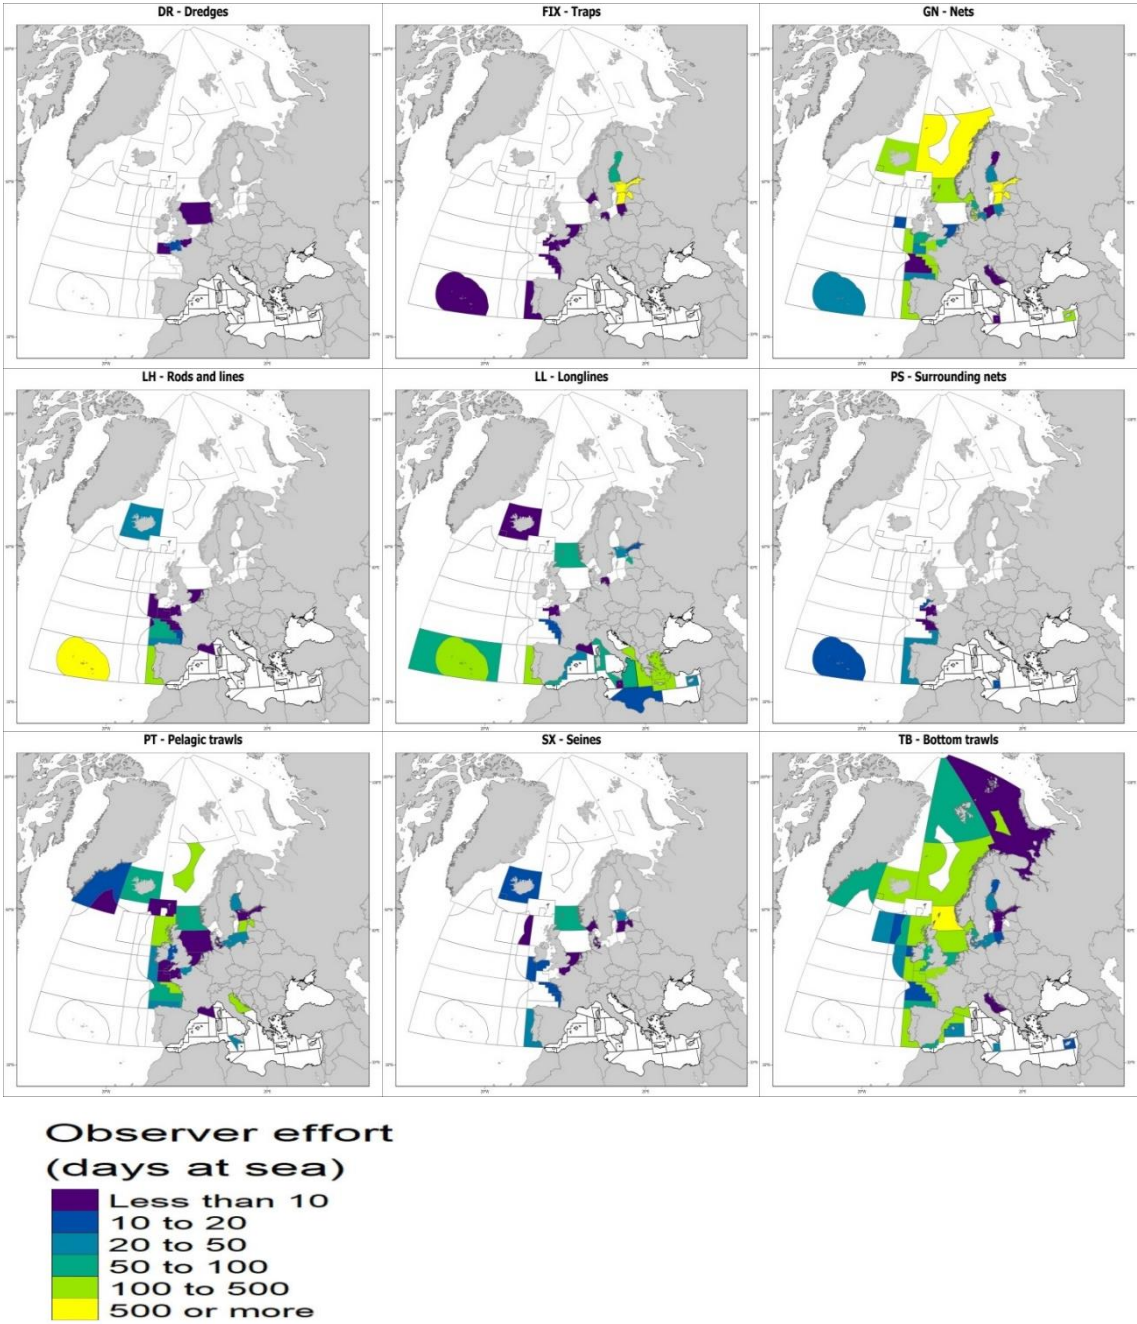 DR - Dredges
FIX - Traps
GN - Nets
LH - Rods and lines
LL - Longlines
PS - Surrounding nets
PT - Pelagic trawls
SX - Seines
TB - Bottom trawls
Observer effort
(days at sea)
Less than 10
10 to 20
20 to 50
50 to 100
100 to 500
500 or more